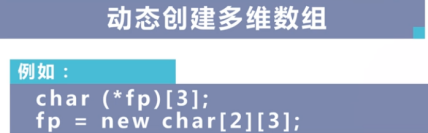 动态创建多维数组
例如：
char (*fp)[3];
fp = new char[2][3];